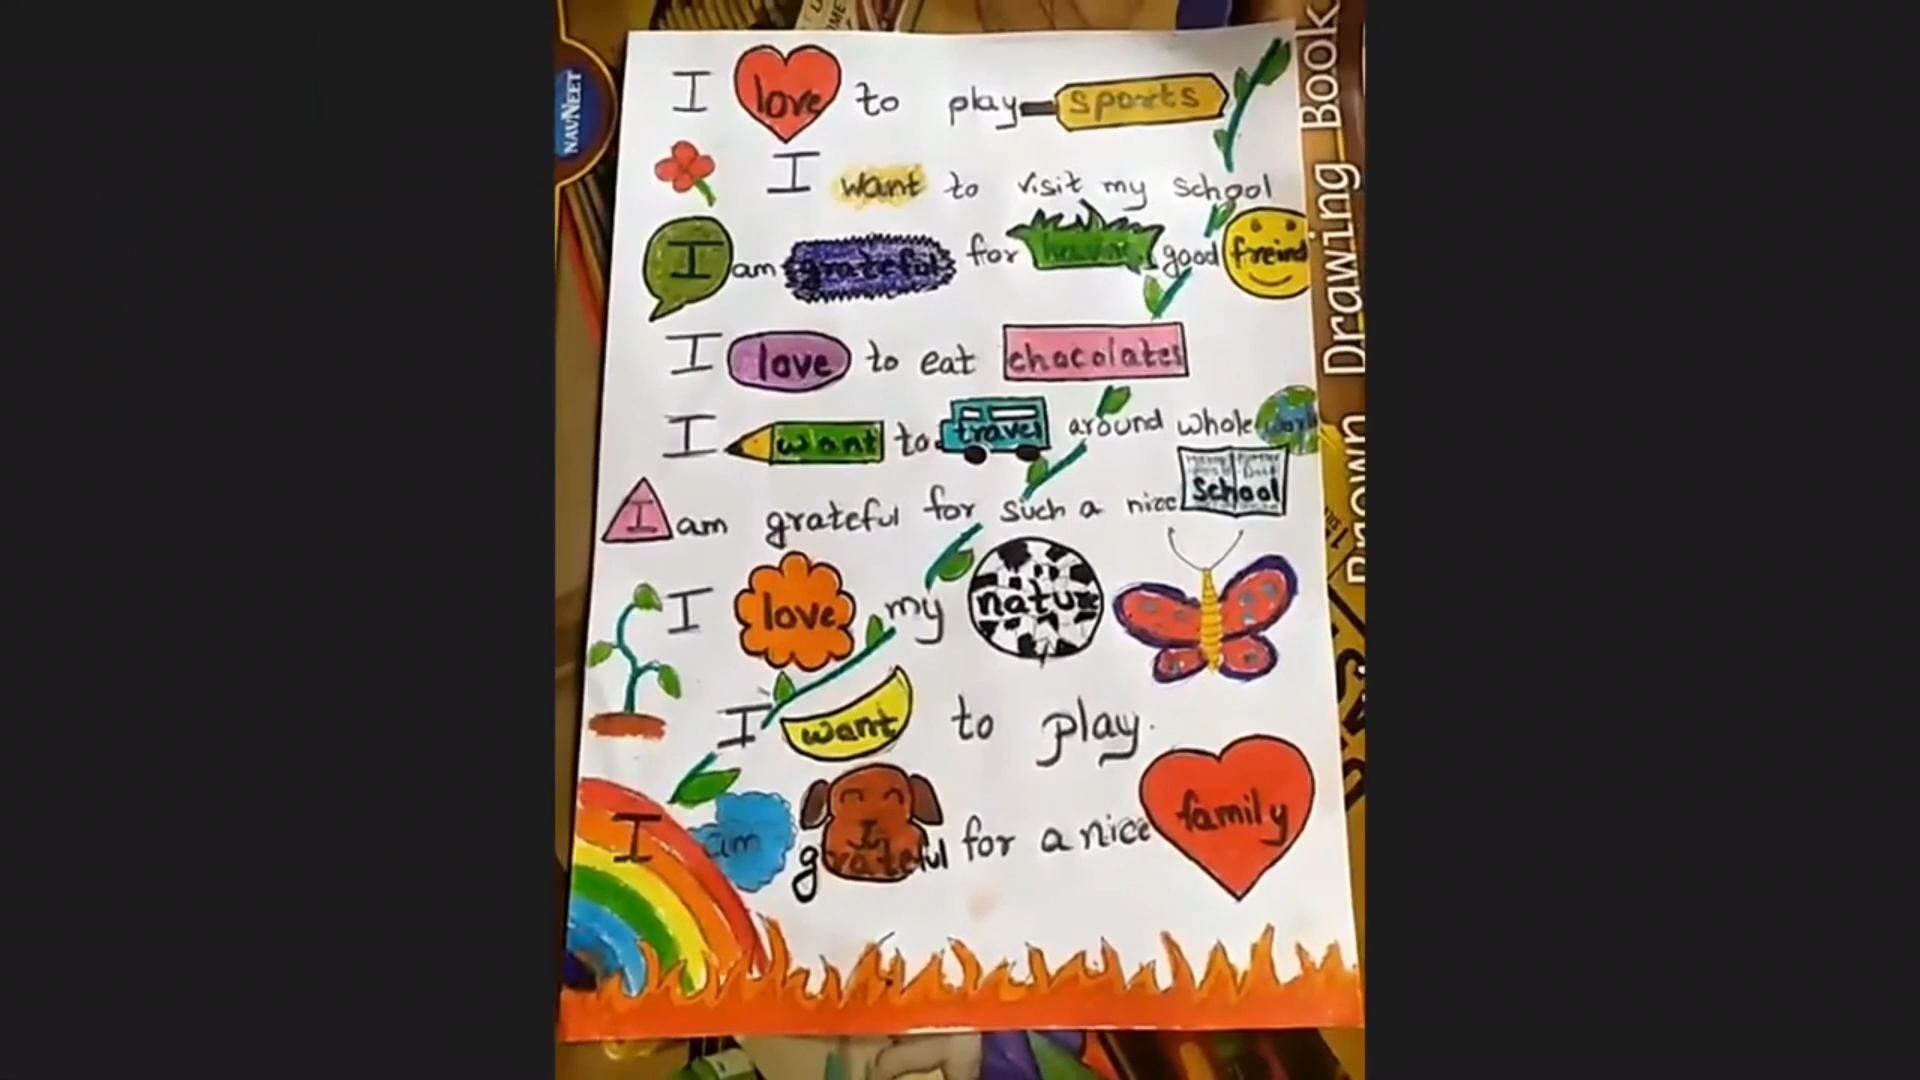 I love to play sports
I want to visit my school
I am grateful for good freind
I love to eat chocolates
I want to travel around whole world
I am grateful for such a nice School
I love my nature
I want to play.
I am grateful for a nice family
NAVNEET
Brown Drawing Book